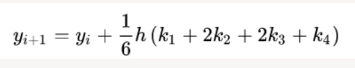 y_{i+1} = y_i + \frac{1}{6} h (k_1 + 2k_2 + 2k_3 + k_4)